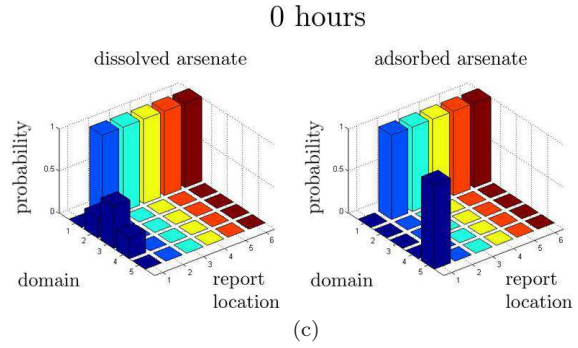 0 hours
dissolved arsenate
adsorbed arsenate
probability
1
0.5
0
1
2
3
4
5
1
2
3
4
5
6
domain
report
location
probability
1
0.5
0
1
2
3
4
5
1
2
3
4
5
6
domain
report
location
(c)